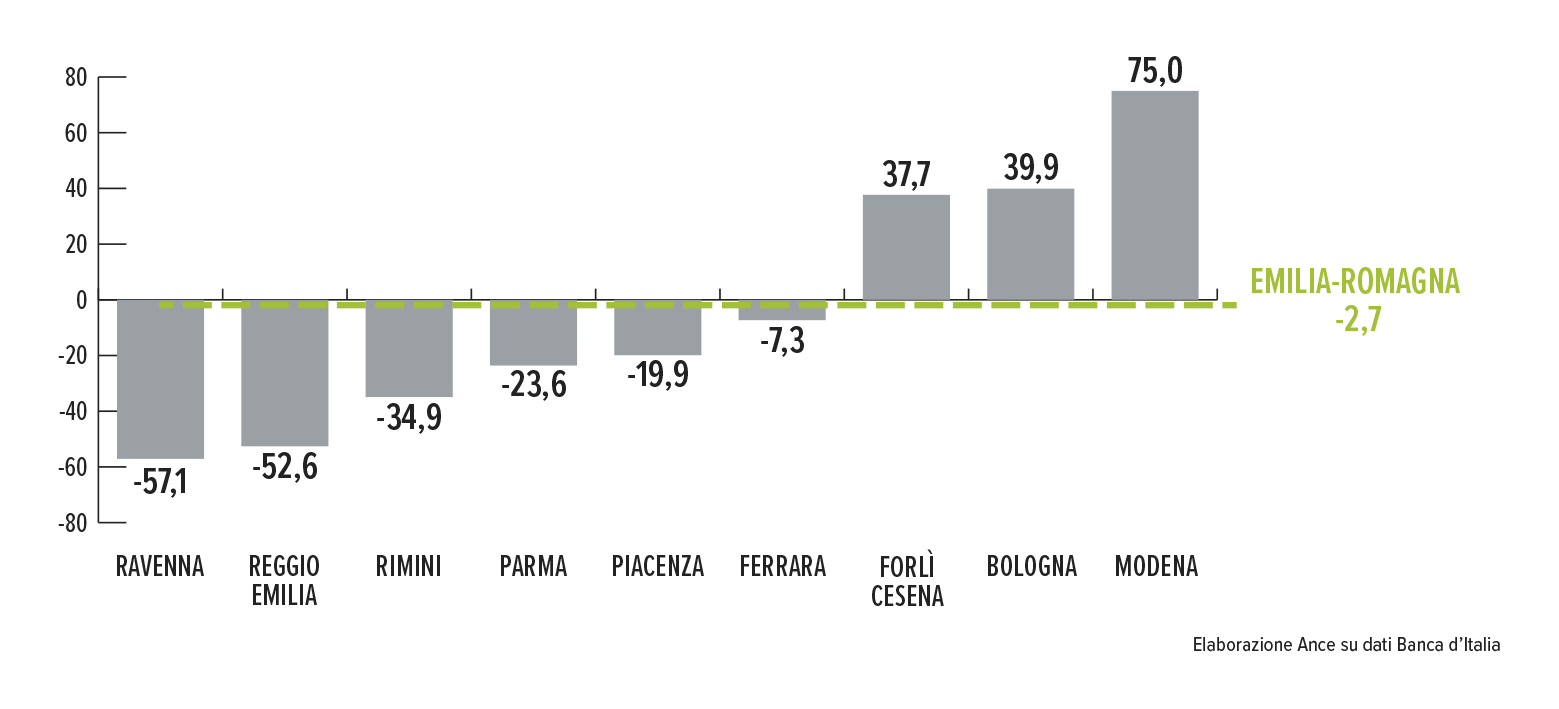 80
60
40
20
0
-20
-40
-60
-80
-57,1
-52,6
-34,9
-23,6
-19,9
-7,3
37,7
39,9
75,0
EMILIA-ROMAGNA
-2,7
RAVENNA
REGGIO
EMILIA
RIMINI
PARMA
PIACENZA
FERRARA
FORLÌ
CESENA
BOLOGNA
MODENA
Elaborazione Ance su dati Banca d’Italia